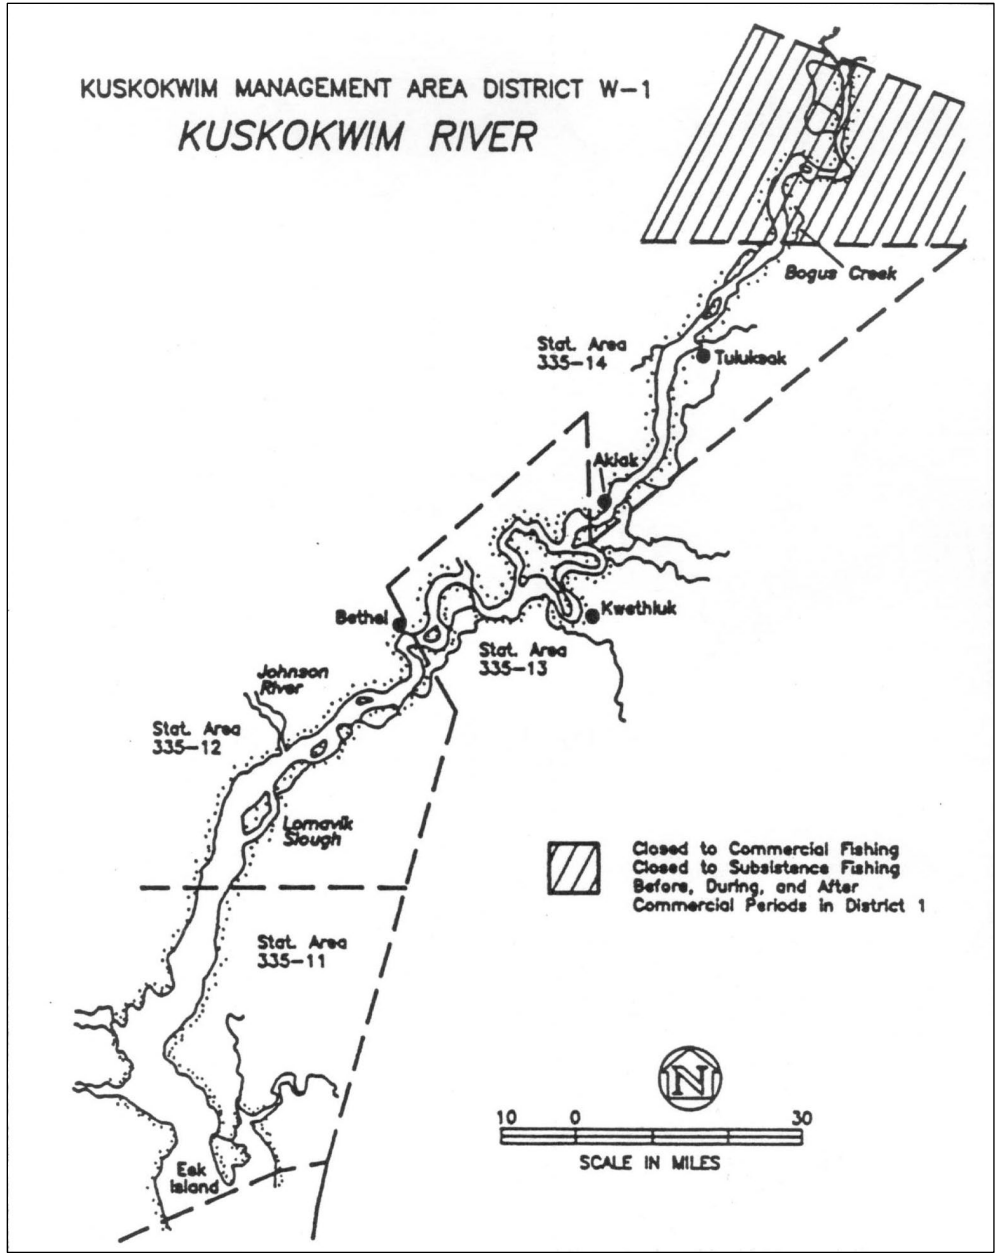 KUSKOKWIM MANAGEMENT AREA DISTRICT W-1
KUSKOKWIM RIVER
Bogus Creek
Stat. Area
335-14
Tuluksak
Akiak
Bethel
Kwethluk
Stat. Area
335-13
Johnson
River
Stat. Area
335-12
Lomavik
Slough
Closed to Commercial Fishing
Closed to Subsistence Fishing
Before, During, and After
Commercial Periods in District 1
Stat. Area
335-11
N
10 0 30
SCALE IN MILES
Eek
Island